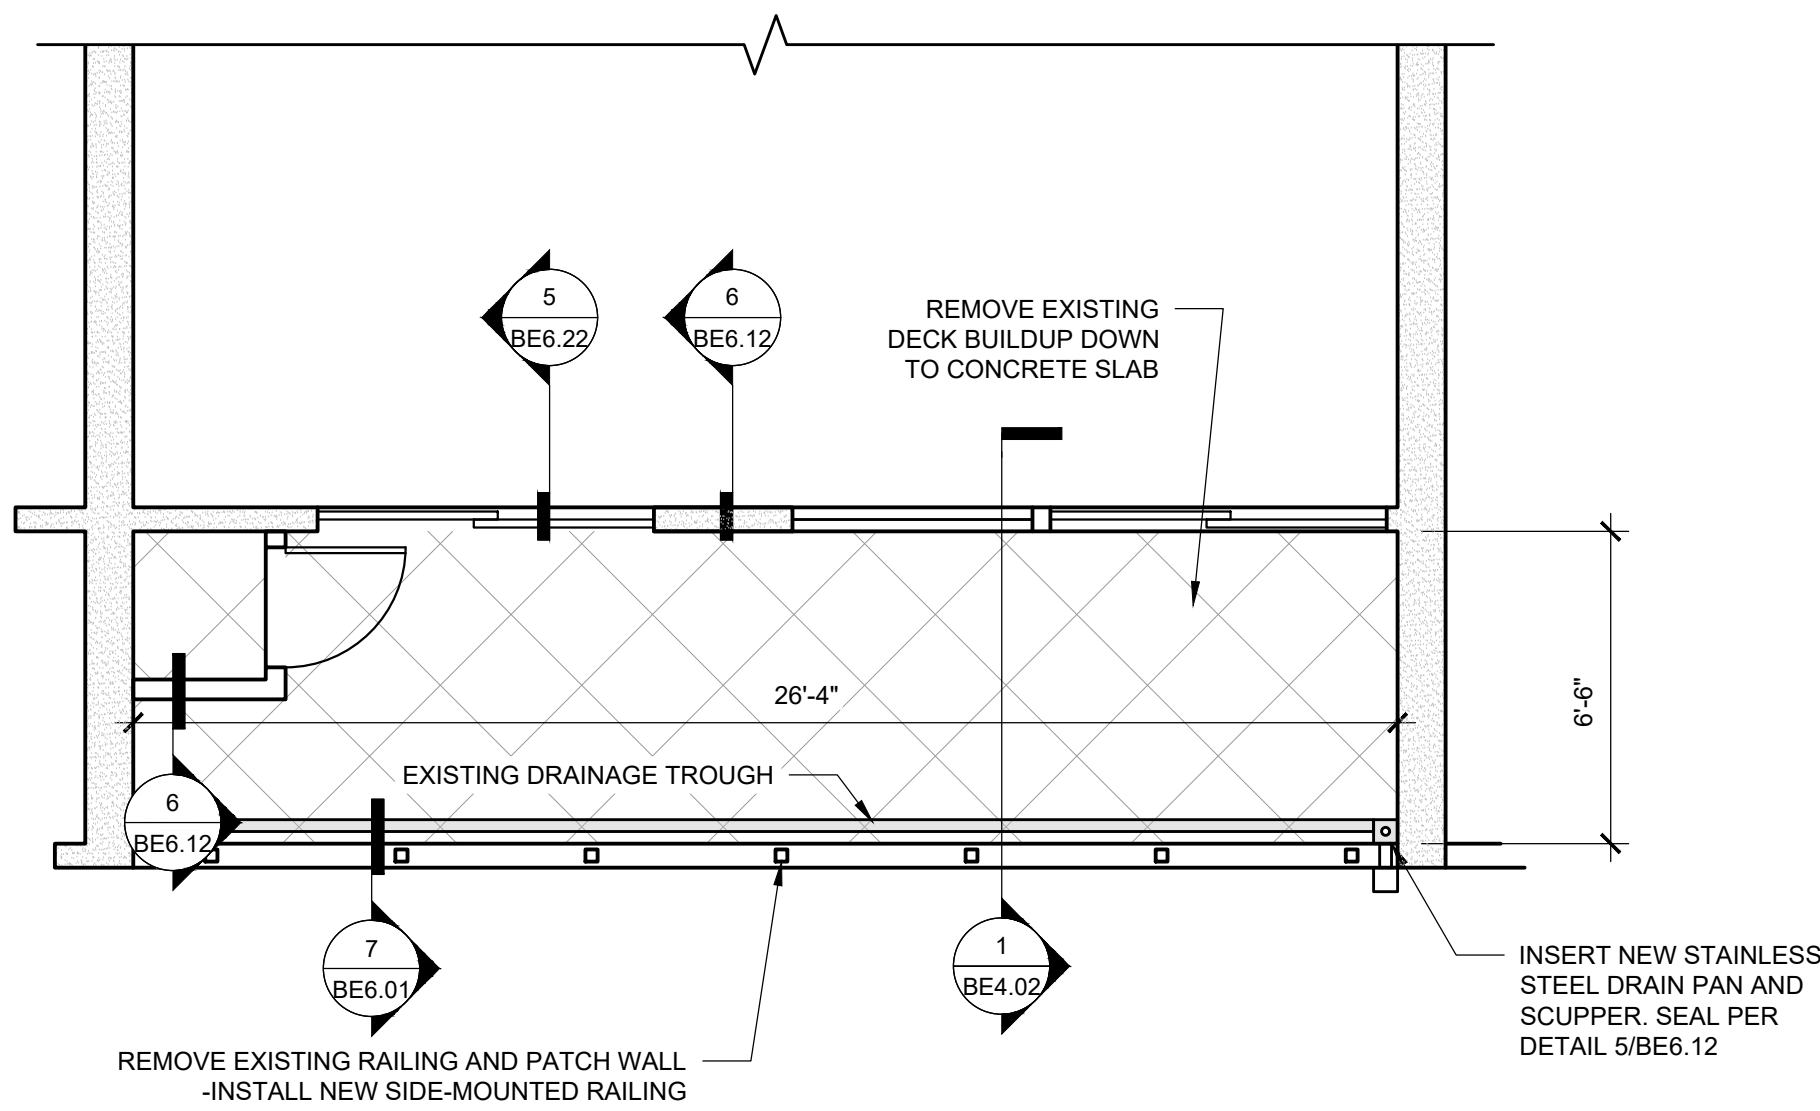 5
BE6.22
6
BE6.12
REMOVE EXISTING
DECK BUILDUP DOWN
TO CONCRETE SLAB
26'-4"
6'-6"
EXISTING DRAINAGE TROUGH
6
BE6.12
7
BE6.01
1
BE4.02
INSERT NEW STAINLESS
STEEL DRAIN PAN AND
SCUPPER. SEAL PER
DETAIL 5/BE6.12
REMOVE EXISTING RAILING AND PATCH WALL
-INSTALL NEW SIDE-MOUNTED RAILING